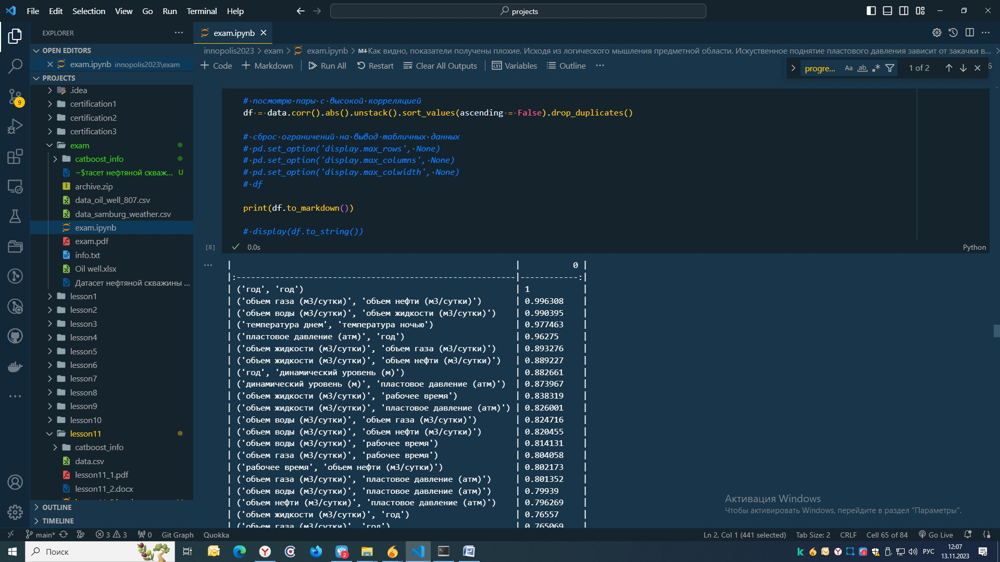 File Edit Selection View Go Run Terminal Help
projects
EXPLORER
exam.ipynb
OPEN EDITORS
exam.ipynb innopolis2023\exam
PROJECTS
.idea
certification1
certification2
certification3
exam
catboost_info
~$тасет нефтяной скваж... U
archive.zip
data_oil_well_807.csv
data_samburg_weather.csv
exam.ipynb
exam.pdf
info.txt
Oil well.xlsx
Датасет нефтяной скважины ...
lesson1
lesson2
lesson3
lesson4
lesson5
lesson6
lesson7
lesson8
lesson9
lesson10
lesson11
catboost_info
data.csv
lesson11_1.pdf
lesson11_2.docx
OUTLINE
TIMELINE
9
innopolis2023 > exam > exam.ipynb > M↓Как видно, показатели получены плохие. Исходя из логического мышления предметной области. Искуственное поднятие пластового давления зависит от закачки в...
+ Code + Markdown Run All Restart Clear All Outputs Variables Outline ...
progre... Aa ab 1 of 2
# посмотрю пары с высокой корреляцией
df = data.corr().abs().unstack().sort_values(ascending = False).drop_duplicates()
# сброс ограничений на вывод табличных данных
# pd.set_option('display.max_rows', None)
# pd.set_option('display.max_columns', None)
# pd.set_option('display.max_colwidth', None)
# df
print(df.to_markdown())
# display(df.to_string())
[8] 0.0s Python
| | 0 |
|:----------------------------------------------------------|------------:|
| ('год', 'год') | 1 |
| ('объем газа (м3/сутки)', 'объем нефти (м3/сутки)') | 0.996308 |
| ('объем воды (м3/сутки)', 'объем жидкости (м3/сутки)') | 0.990395 |
| ('температура днем', 'температура ночью') | 0.977463 |
| ('пластовое давление (атм)', 'год') | 0.96275 |
| ('объем жидкости (м3/сутки)', 'объем газа (м3/сутки)') | 0.893276 |
| ('объем жидкости (м3/сутки)', 'объем нефти (м3/сутки)') | 0.889227 |
| ('год', 'динамический уровень (м)') | 0.882661 |
| ('динамический уровень (м)', 'пластовое давление (атм)') | 0.873967 |
| ('объем жидкости (м3/сутки)', 'рабочее время') | 0.838319 |
| ('объем жидкости (м3/сутки)', 'пластовое давление (атм)') | 0.826001 |
| ('объем воды (м3/сутки)', 'объем газа (м3/сутки)') | 0.824716 |
| ('объем воды (м3/сутки)', 'объем нефти (м3/сутки)') | 0.820455 |
| ('объем воды (м3/сутки)', 'рабочее время') | 0.814131 |
| ('объем газа (м3/сутки)', 'рабочее время') | 0.804058 |
| ('рабочее время', 'объем нефти (м3/сутки)') | 0.802173 |
| ('объем газа (м3/сутки)', 'пластовое давление (атм)') | 0.801352 |
| ('объем воды (м3/сутки)', 'пластовое давление (атм)') | 0.79939 |
| ('объем нефти (м3/сутки)', 'пластовое давление (атм)') | 0.796269 |
| ('объем жидкости (м3/сутки)', 'год') | 0.76557 |
| ('объем газа (м3/сутки)', 'год') | 0.765069 |
Активация Windows
Чтобы активировать Windows, перейдите в раздел "Параметры".
main* 3 3 0 Git Graph Quokka Ln 2, Col 1 (441 selected) Tab Size: 2 CRLF Cell 65 of 84 Go Live
Поиск
2
РУС
12:07
13.11.2023